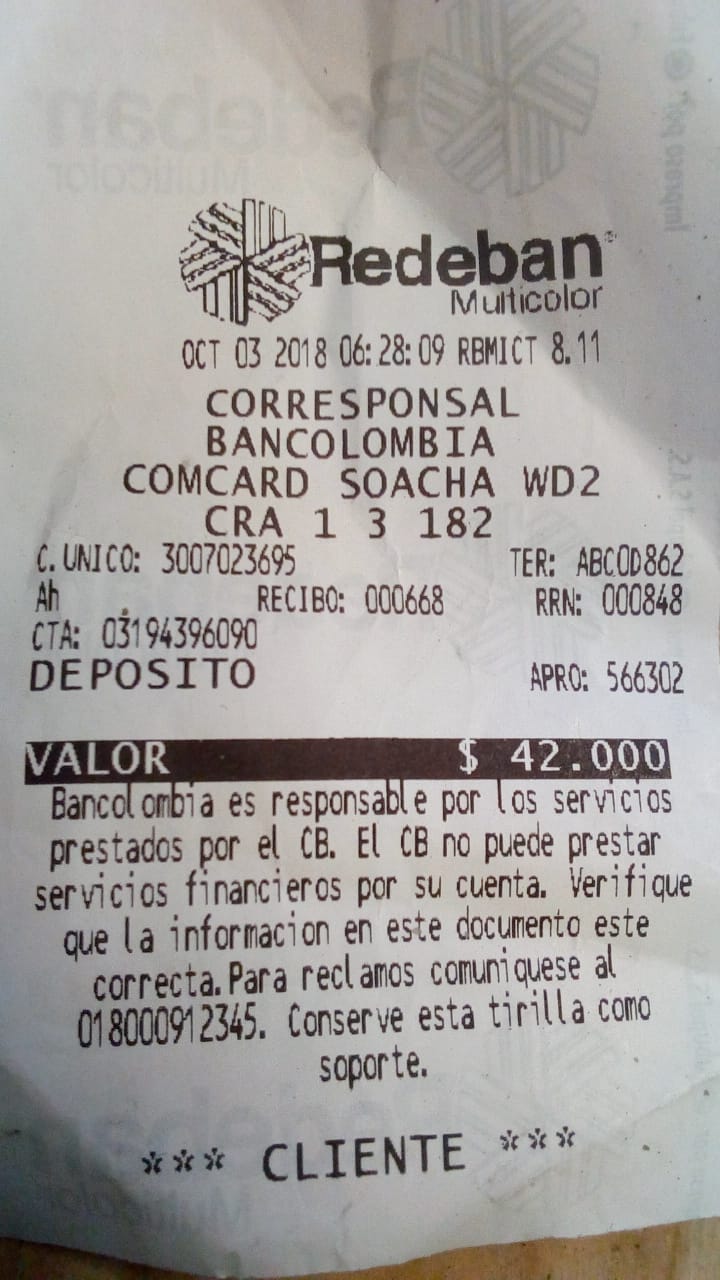 Redeban
Multicolor
OCT 03 2018 06:28:09 RBMICT 8.11
CORRESPONSAL
BANCOLOMBIA
COMCARD SOACHA WD2
CRA 1 3 182
C. UNICO: 3007023695 TER: ABCOD862
Ah RECIBO: 000668 RRN: 000848
CTA: 03194396090
DEPOSITO APRO: 566302
VALOR $ 42.000
Bancolombia es responsable por los servicios
prestados por el CB. El CB no puede prestar
servicios financieros por su cuenta. Verifique
que la informacion en este documento este
correcta. Para reclamos comuniquese al
018000912345. Conserve esta tirilla como
soporte.
*** CLIENTE ***